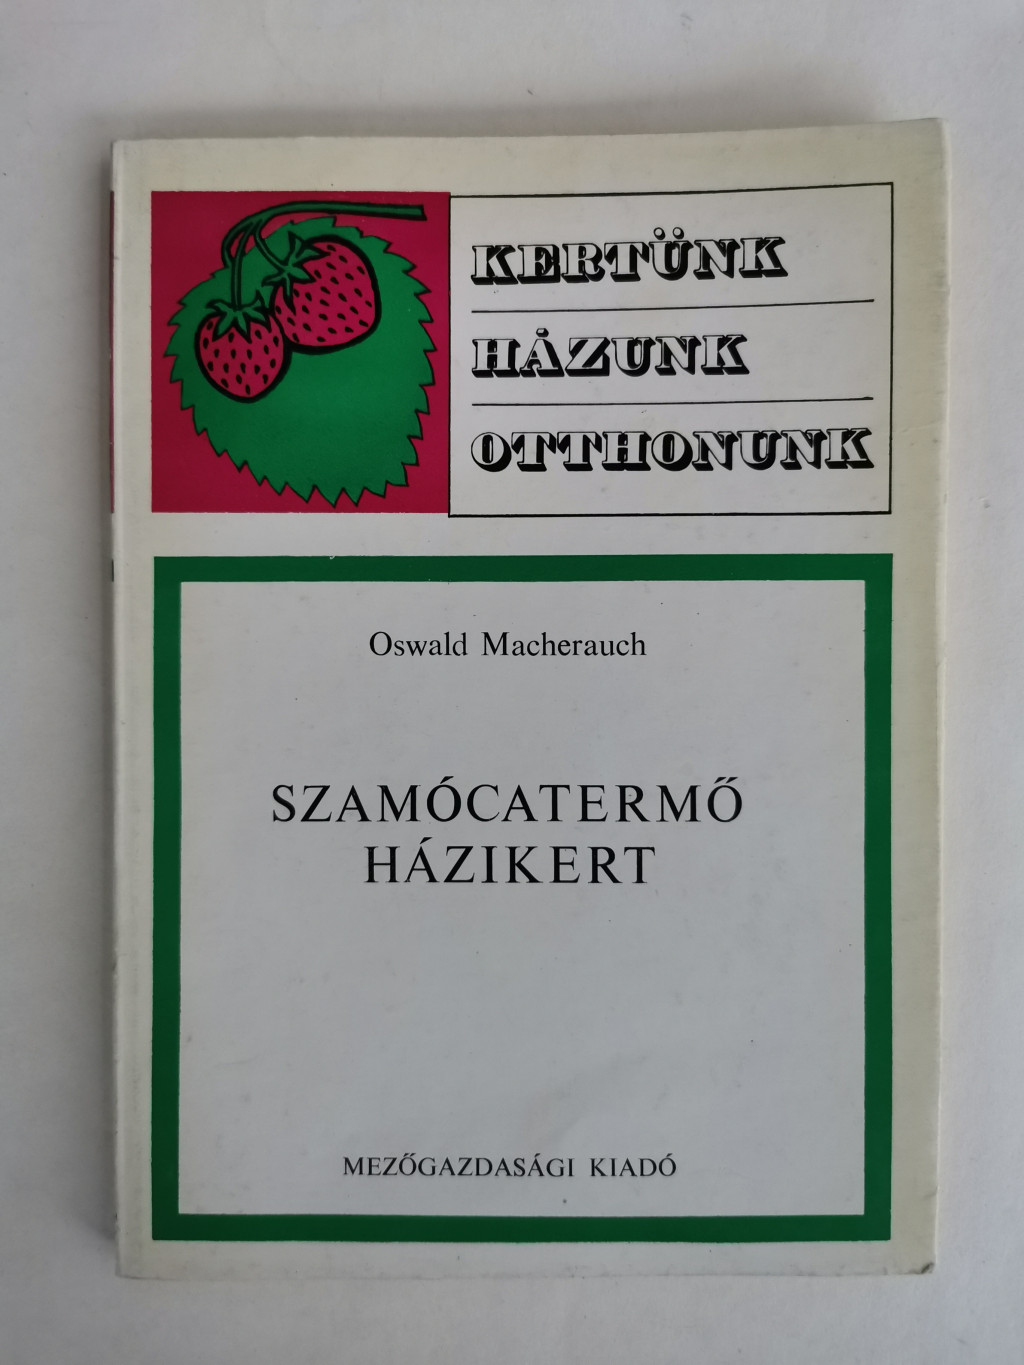 KERTÜNK
HÁZUNK
OTTHONUNK
Oswald Macherauch
SZAMÓCATERMŐ
HÁZIKERT
MEZŐGAZDASÁGI KIADÓ